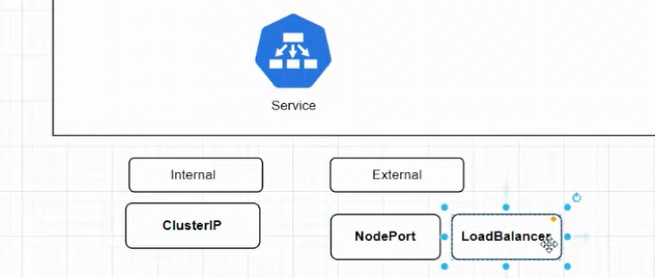 Service
Internal
External
ClusterIP
NodePort
LoadBalancer